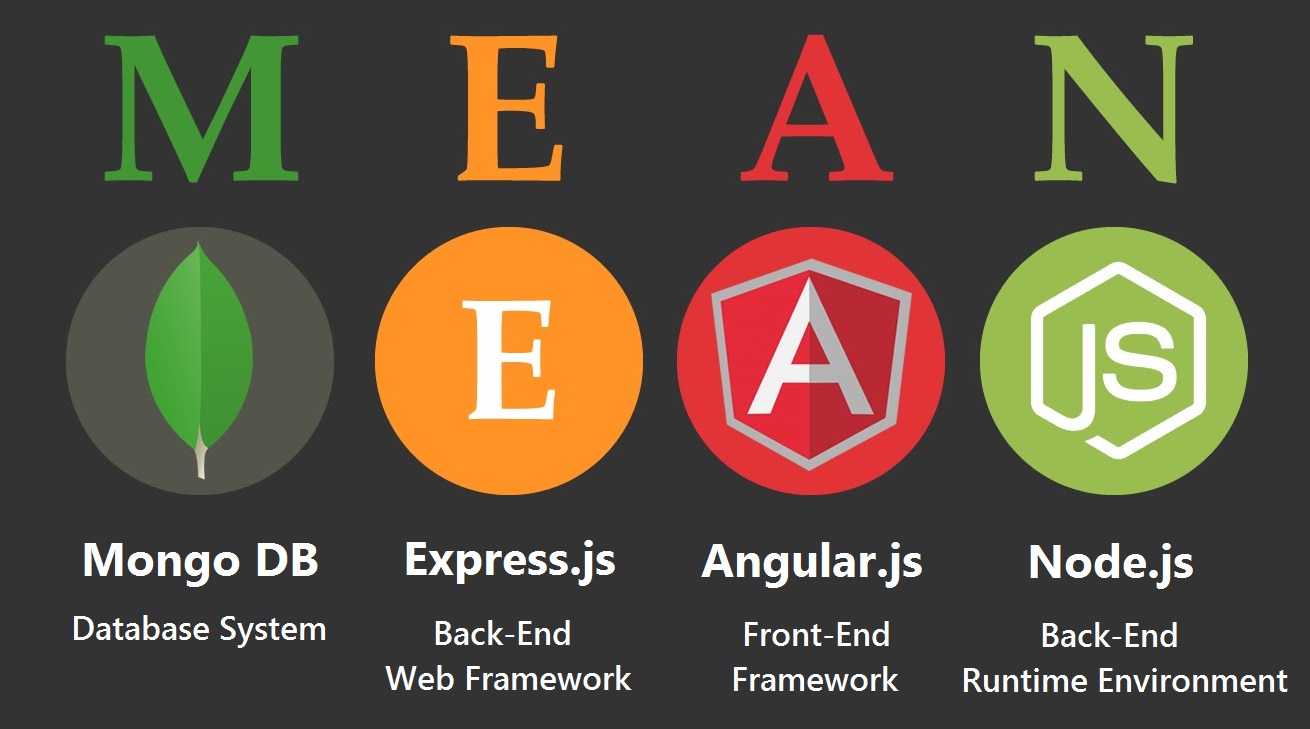 M E A N
E
A
JS
Mongo DB
Express.js
Angular.js
Node.js
Database System
Back-End
Web Framework
Front-End
Framework
Back-End
Runtime Environment